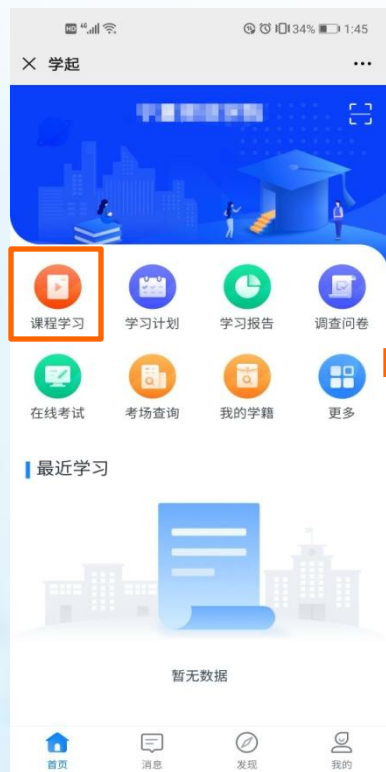 HD 46 34% 1:45
× 学起 ...
课程学习 学习计划 学习报告 调查问卷
在线考试 考场查询 我的学籍 更多
最近学习
暂无数据
首页 消息 发现 我的